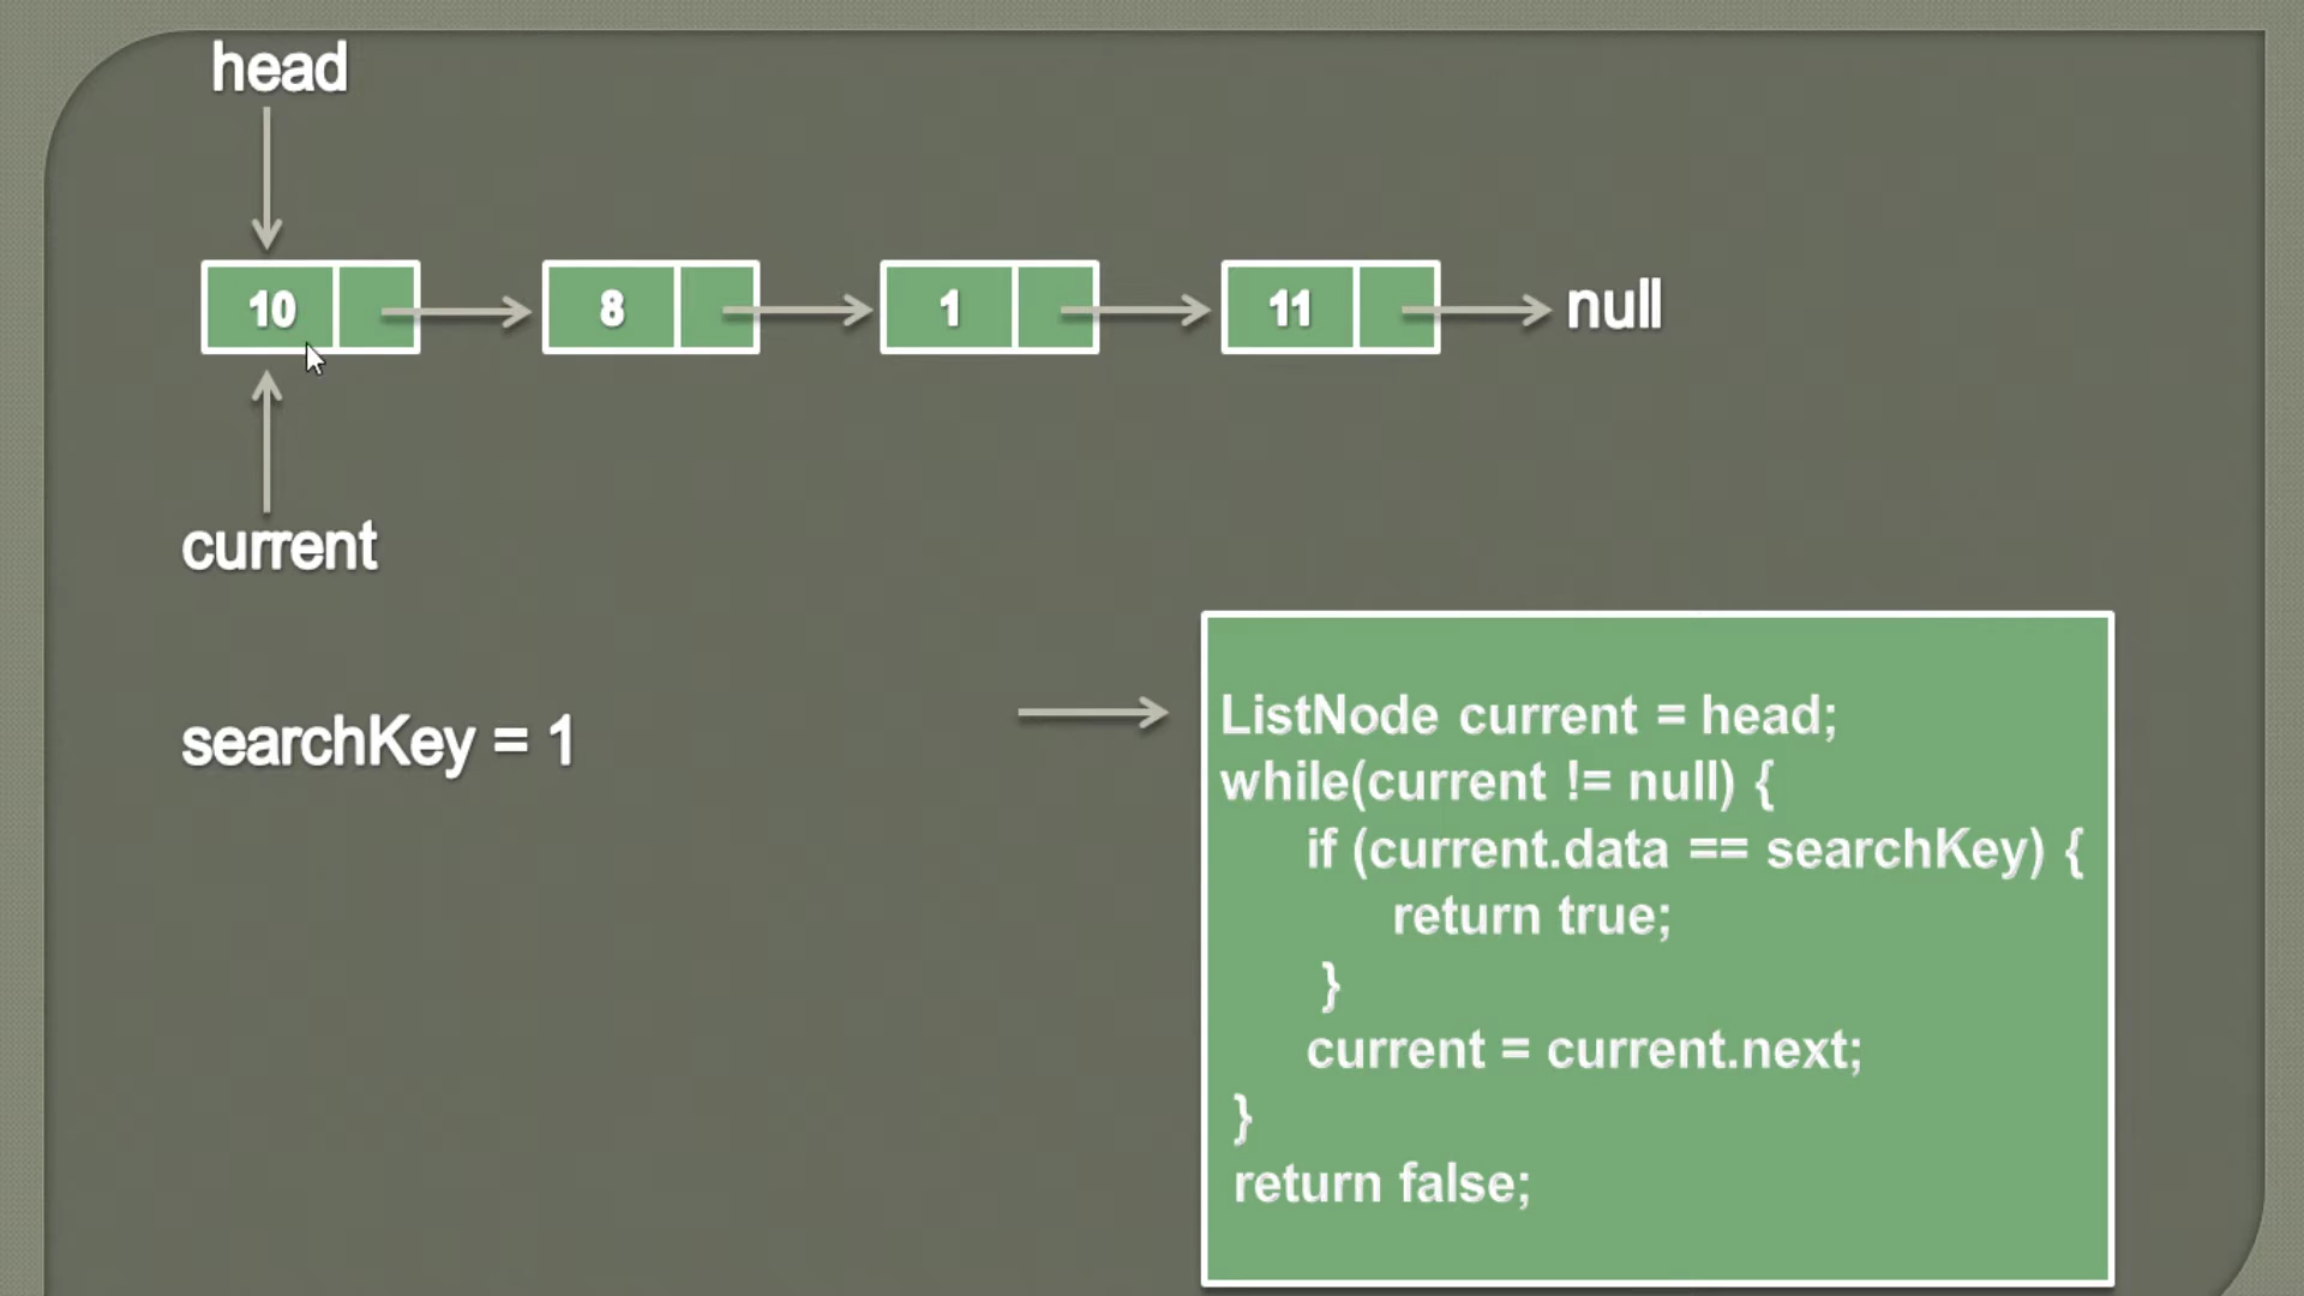 head
10 8 1 11 null
current
searchKey = 1
ListNode current = head;
while(current != null) {
if (current.data == searchKey) {
return true;
}
current = current.next;
}
return false;